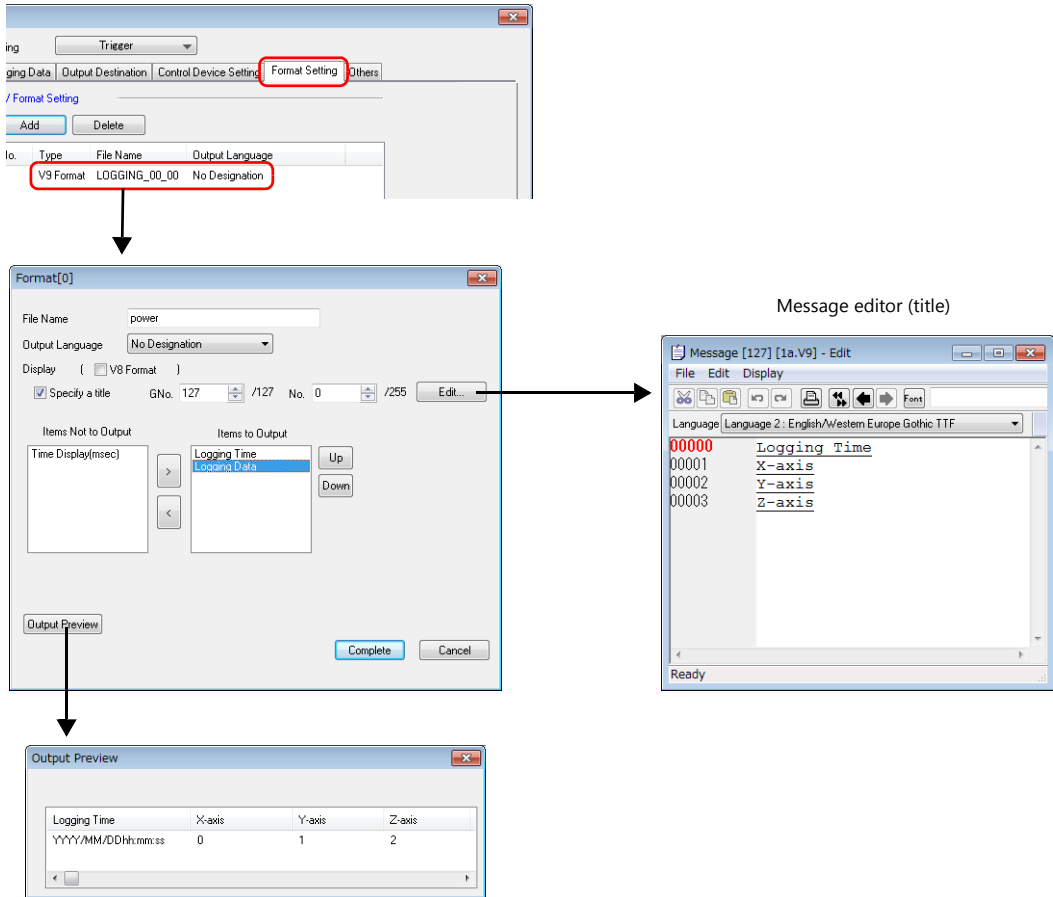 ing Trigger
ging Data Output Destination Control Device Setting Format Setting Others
/ Format Setting
Add Delete
lo. Type File Name Output Language
V9 Format LOGGING_00_00 No Designation
Format[0]
File Name power
Output Language No Designation
Display ( V8 Format )
Specify a title GNo. 127 /127 No. 0 /255 Edit...
Items Not to Output Items to Output
Time Display(msec) Logging Time Up
Logging Data
> Down
<
Output Preview
Complete Cancel
Message editor (title)
Message [127] [1a.V9] - Edit
File Edit Display
Font
Language Language 2 : English/Western Europe Gothic TTF
00000 Logging Time
00001 X-axis
00002 Y-axis
00003 Z-axis
Ready
Output Preview
Logging Time X-axis Y-axis Z-axis
YYYY/MM/DDhh:mm:ss 0 1 2